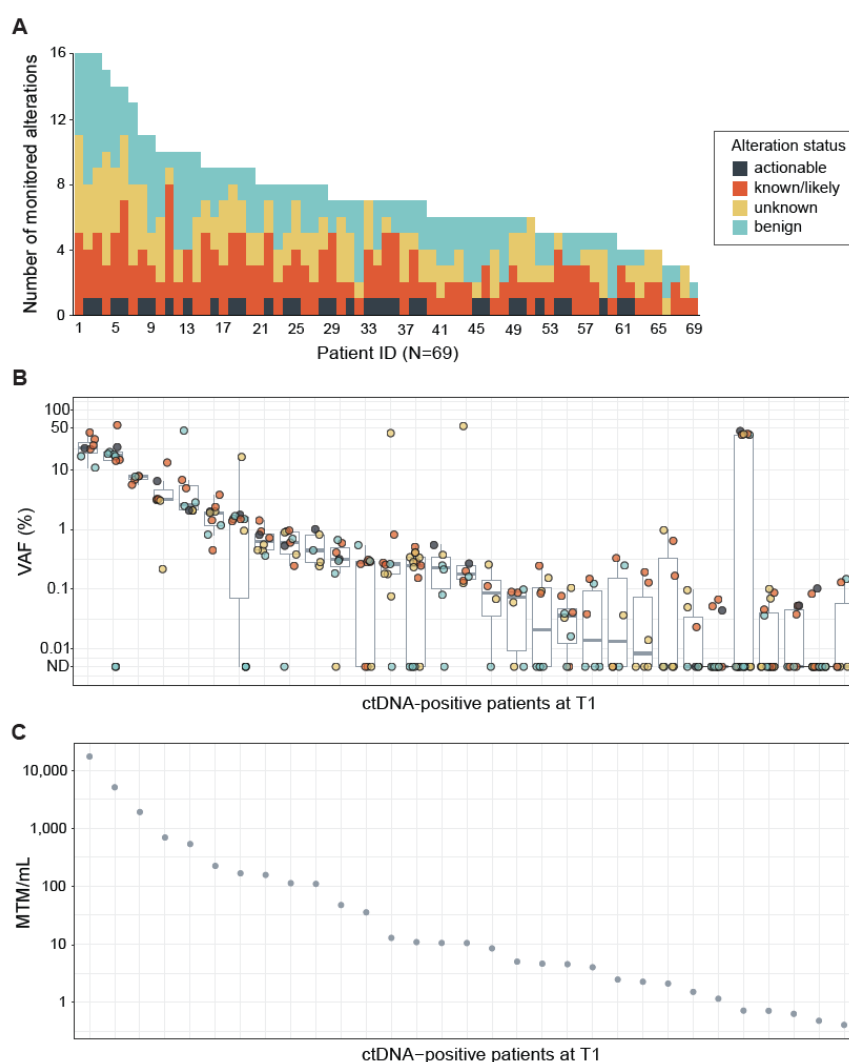 A
Number of monitored alterations
16
12
8
4
0
1 5 9 13 17 21 25 29 33 37 41 45 49 53 57 61 65 69
Patient ID (N=69)
Alteration status
actionable
known/likely
unknown
benign
B
VAF (%)
100
50
10
1
0.1
0.01
ND
ctDNA-positive patients at T1
C
MTM/mL
10,000
1,000
100
10
1
ctDNA−positive patients at T1